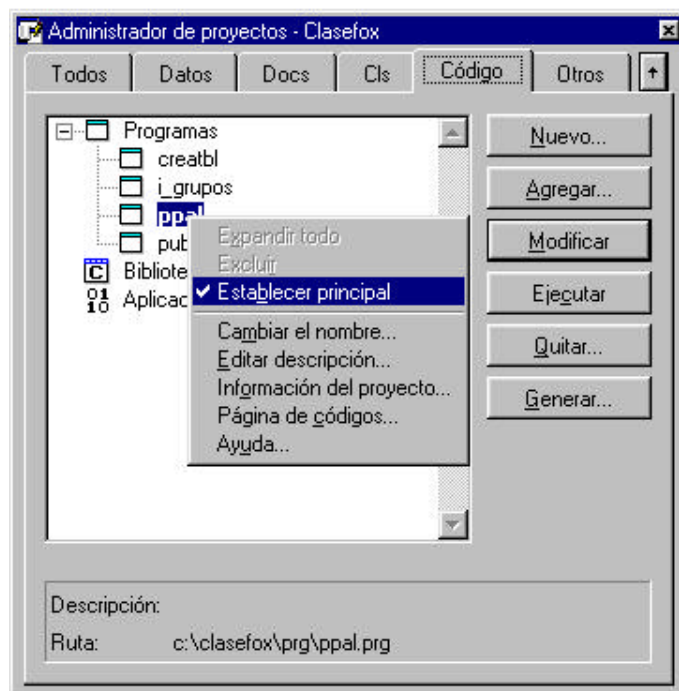 Administrador de proyectos - Clasefox
Todos Datos Docs Cls Código Otros
Programas
creatbl
i_grupos
ppal
pub
Bibliote
Aplicac
Expandir todo
Excluir
Establecer principal
Cambiar el nombre...
Editar descripción...
Información del proyecto...
Página de códigos...
Ayuda...
Nuevo...
Agregar...
Modificar
Ejecutar
Quitar...
Generar...
Descripción:
Ruta: c:\clasefox\prg\ppal.prg